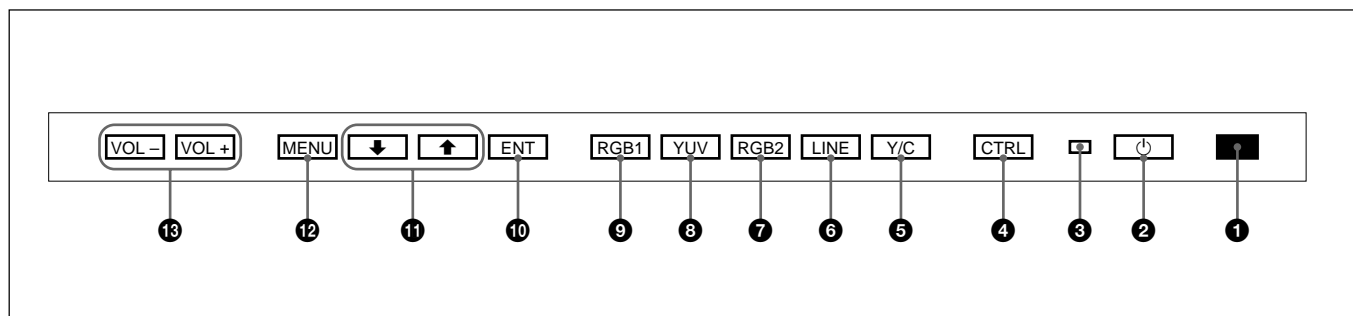 VOL – VOL + MENU ENT RGB1 YUV RGB2 LINE Y/C CTRL
13 12 11 10 9 8 7 6 5 4 3 2 1